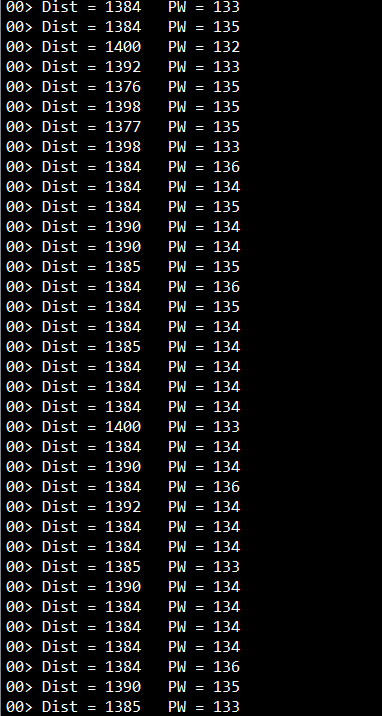 00> Dist = 1384   PW = 133
00> Dist = 1384   PW = 135
00> Dist = 1400   PW = 132
00> Dist = 1392   PW = 133
00> Dist = 1376   PW = 135
00> Dist = 1398   PW = 135
00> Dist = 1377   PW = 135
00> Dist = 1398   PW = 133
00> Dist = 1384   PW = 136
00> Dist = 1384   PW = 134
00> Dist = 1384   PW = 135
00> Dist = 1390   PW = 134
00> Dist = 1390   PW = 134
00> Dist = 1385   PW = 135
00> Dist = 1384   PW = 136
00> Dist = 1384   PW = 135
00> Dist = 1384   PW = 134
00> Dist = 1385   PW = 134
00> Dist = 1384   PW = 134
00> Dist = 1384   PW = 134
00> Dist = 1384   PW = 134
00> Dist = 1400   PW = 133
00> Dist = 1384   PW = 134
00> Dist = 1390   PW = 134
00> Dist = 1384   PW = 136
00> Dist = 1392   PW = 134
00> Dist = 1384   PW = 134
00> Dist = 1384   PW = 134
00> Dist = 1385   PW = 133
00> Dist = 1390   PW = 134
00> Dist = 1384   PW = 134
00> Dist = 1384   PW = 134
00> Dist = 1384   PW = 134
00> Dist = 1384   PW = 136
00> Dist = 1390   PW = 135
00> Dist = 1385   PW = 133